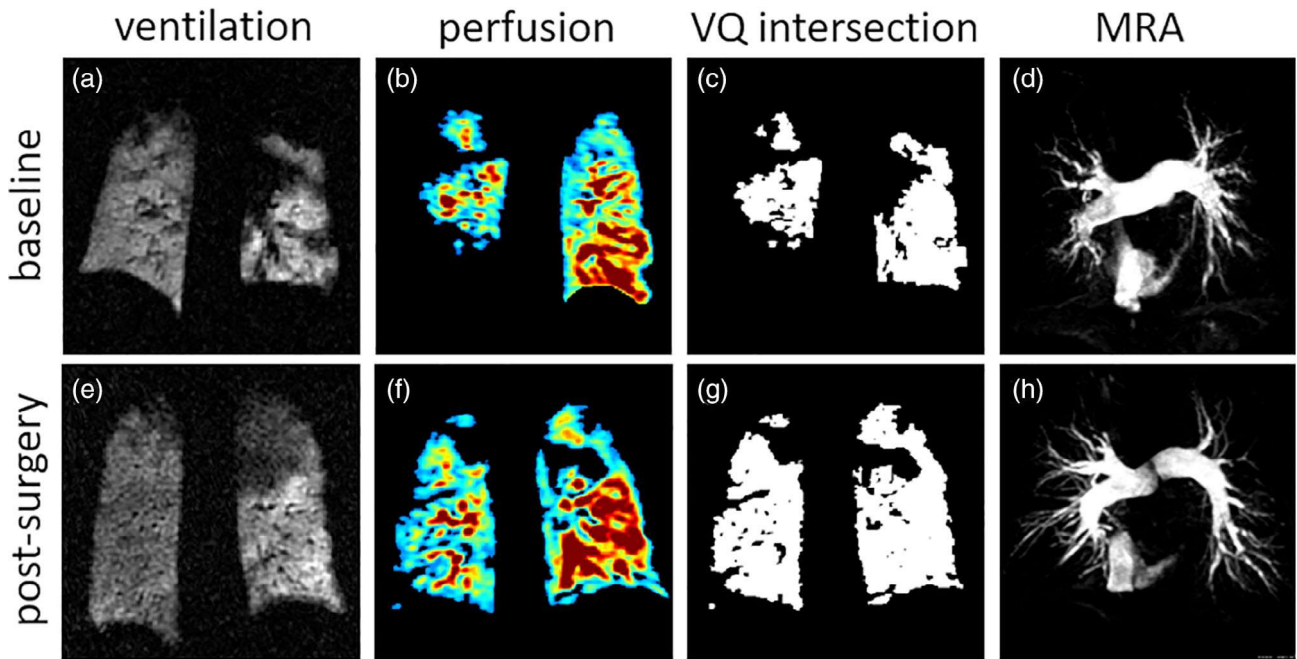 ventilation perfusion VQ intersection MRA
baseline
(a) (b) (c) (d)
post-surgery
(e) (f) (g) (h)